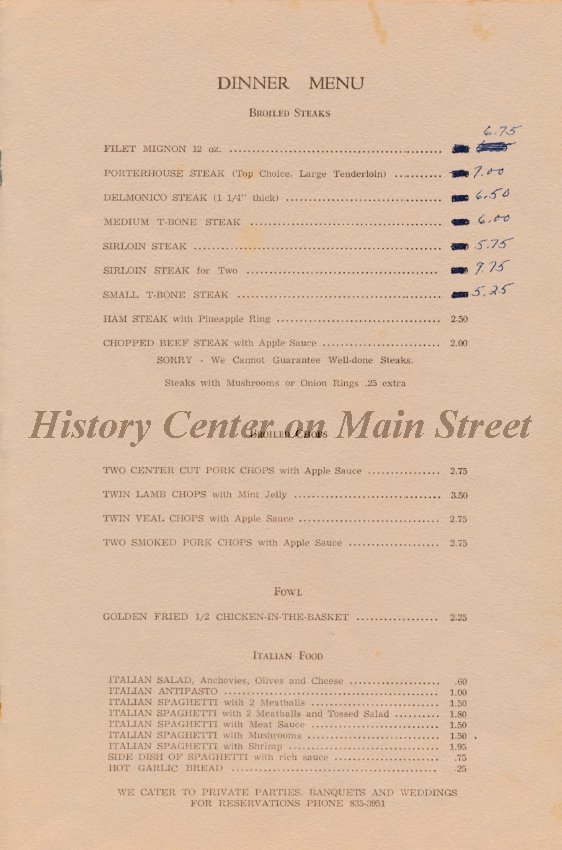 DINNER MENU
BROILED STEAKS
6.75
FILET MIGNON 12 oz. ........................................
PORTERHOUSE STEAK (Top Choice, Large Tenderloin) ........... 7.00
DELMONICO STEAK (1 1/4" thick) ........................................ 6.50
MEDIUM T-BONE STEAK ........................................ 6.00
SIRLOIN STEAK ........................................ 5.75
SIRLOIN STEAK for Two ........................................ 9.75
SMALL T-BONE STEAK ........................................ 5.25
HAM STEAK with Pineapple Ring ........................................ 2.50
CHOPPED BEEF STEAK with Apple Sauce ........................ 2.00
SORRY - We Cannot Guarantee Well-done Steaks.
Steaks with Mushrooms or Onion Rings .25 extra
History Center on Main Street
BROILED CHOPS
TWO CENTER CUT PORK CHOPS with Apple Sauce ................ 2.75
TWIN LAMB CHOPS with Mint Jelly ................................ 3.50
TWIN VEAL CHOPS with Apple Sauce ............................... 2.75
TWO SMOKED PORK CHOPS with Apple Sauce .................... 2.75
FOWL
GOLDEN FRIED 1/2 CHICKEN-IN-THE-BASKET .................. 2.25
ITALIAN FOOD
ITALIAN SALAD, Anchovies, Olives and Cheese .................... .60
ITALIAN ANTIPASTO ........................................ 1.00
ITALIAN SPAGHETTI with 2 Meatballs ............................ 1.50
ITALIAN SPAGHETTI with 2 Meatballs and Tossed Salad .......... 1.80
ITALIAN SPAGHETTI with Meat Sauce ............................ 1.50
ITALIAN SPAGHETTI with Mushrooms ............................ 1.50
ITALIAN SPAGHETTI with Shrimp ................................ 1.95
SIDE DISH OF SPAGHETTI with rich sauce ........................ .75
HOT GARLIC BREAD ........................................ .25
WE CATER TO PRIVATE PARTIES, BANQUETS AND WEDDINGS
FOR RESERVATIONS PHONE 835-3951